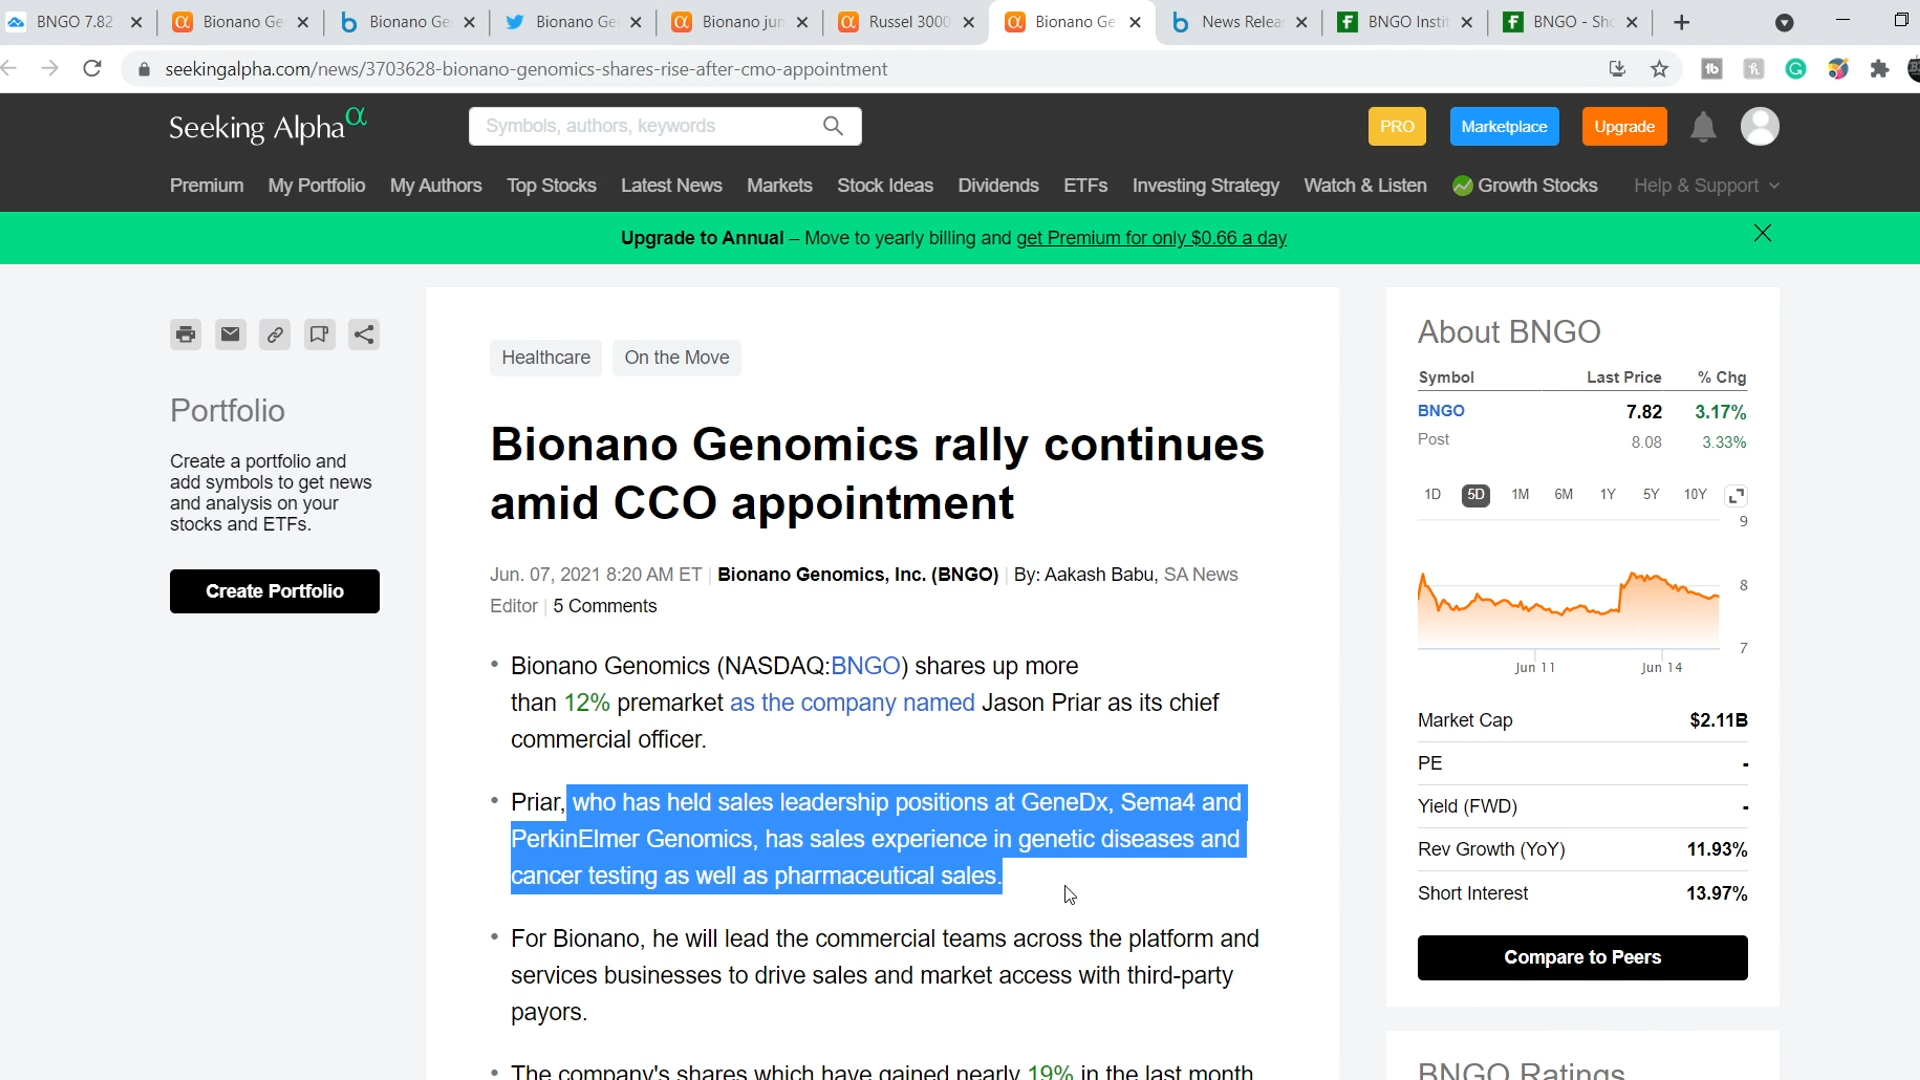 BNGO 7.82
Bionano Ge
Bionano Ge
Bionano Ge
Bionano jun
Russel 3000
Bionano Ge
News Relea
BNGO Instit
BNGO - Sho
seekingalpha.com/news/3703628-bionano-genomics-shares-rise-after-cmo-appointment
Seeking Alpha α
Symbols, authors, keywords
PRO
Marketplace
Upgrade
Premium My Portfolio My Authors Top Stocks Latest News Markets Stock Ideas Dividends ETFs Investing Strategy Watch & Listen Growth Stocks Help & Support
Upgrade to Annual – Move to yearly billing and get Premium for only $0.66 a day
Portfolio
Create a portfolio and
add symbols to get news
and analysis on your
stocks and ETFs.
Create Portfolio
Healthcare On the Move
Bionano Genomics rally continues
amid CCO appointment
Jun. 07, 2021 8:20 AM ET | Bionano Genomics, Inc. (BNGO) | By: Aakash Babu, SA News
Editor | 5 Comments
• Bionano Genomics (NASDAQ:BNGO) shares up more
than 12% premarket as the company named Jason Priar as its chief
commercial officer.
• Priar, who has held sales leadership positions at GeneDx, Sema4 and
PerkinElmer Genomics, has sales experience in genetic diseases and
cancer testing as well as pharmaceutical sales.
• For Bionano, he will lead the commercial teams across the platform and
services businesses to drive sales and market access with third-party
payors.
• The company's shares which have gained nearly 19% in the last month
About BNGO
Symbol Last Price % Chg
BNGO 7.82 3.17%
Post 8.08 3.33%
1D 5D 1M 6M 1Y 5Y 10Y
9
8
7
Jun 11 Jun 14
Market Cap $2.11B
PE -
Yield (FWD) -
Rev Growth (YoY) 11.93%
Short Interest 13.97%
Compare to Peers
BNGO Ratings